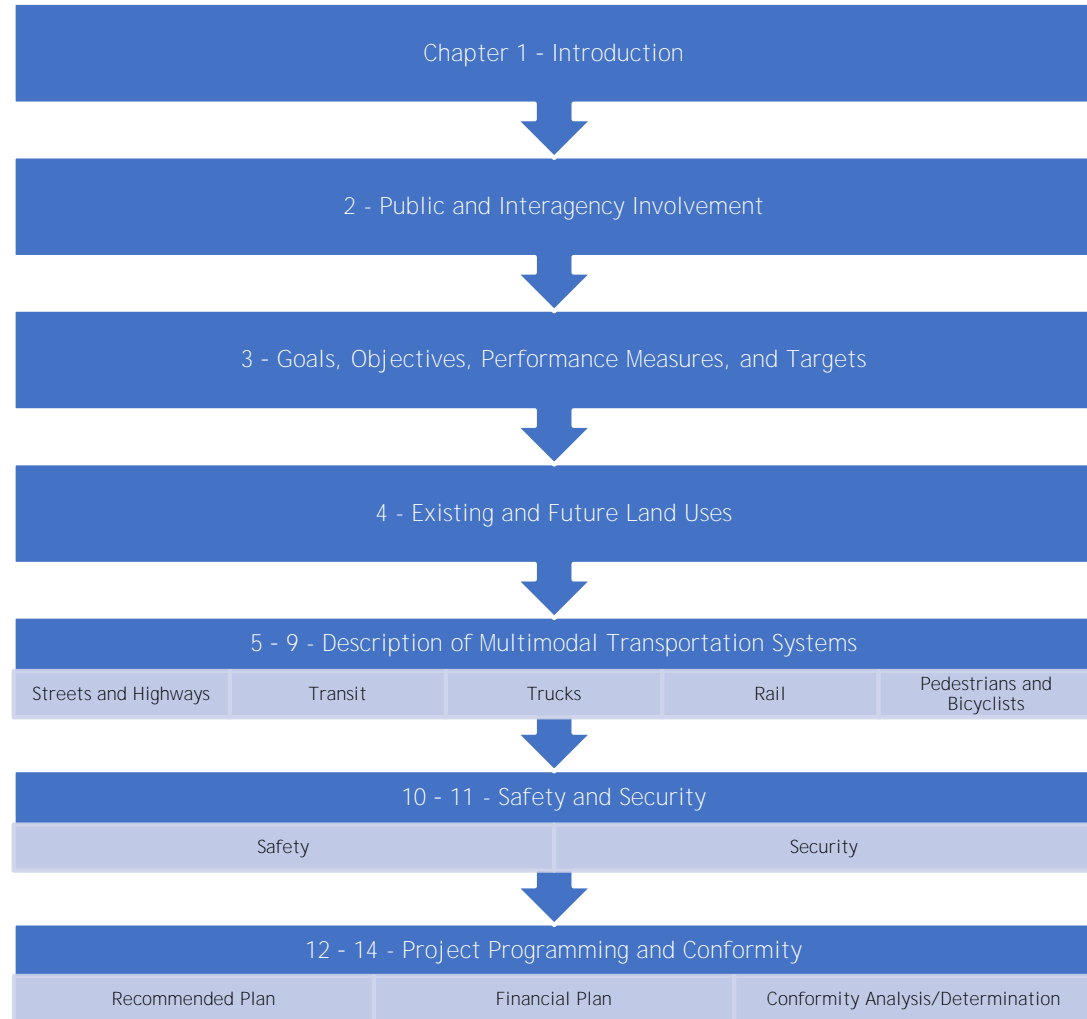 Chapter 1 - Introduction
2 - Public and Interagency Involvement
3 - Goals, Objectives, Performance Measures, and Targets
4 - Existing and Future Land Uses
5 - 9 - Description of Multimodal Transportation Systems
Streets and Highways
Transit
Trucks
Rail
Pedestrians and
Bicyclists
10 - 11 - Safety and Security
Safety
Security
12 - 14 - Project Programming and Conformity
Recommended Plan
Financial Plan
Conformity Analysis/Determination